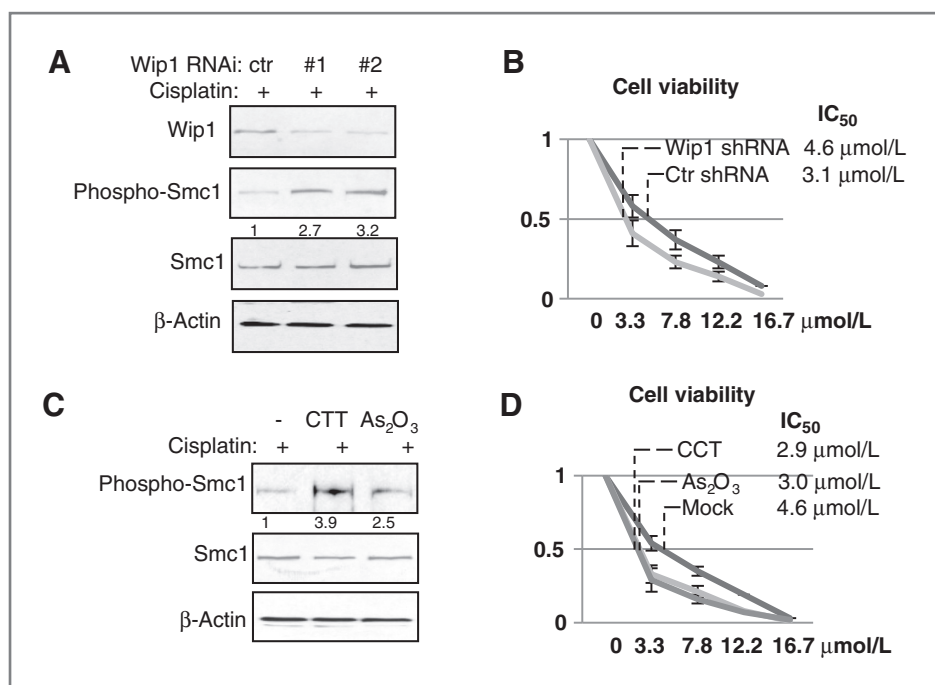 A
Wip1 RNAi: ctr #1 #2
Cisplatin: + + +
Wip1
Phospho-Smc1
1 2.7 3.2
Smc1
β-Actin
B
Cell viability
IC50
1
Wip1 shRNA 4.6 μmol/L
Ctr shRNA 3.1 μmol/L
0.5
0
0 3.3 7.8 12.2 16.7 μmol/L
C
- CTT As2O3
Cisplatin: + + +
Phospho-Smc1
1 3.9 2.5
Smc1
β-Actin
D
Cell viability
IC50
CCT 2.9 μmol/L
1
As2O3 3.0 μmol/L
Mock 4.6 μmol/L
0.5
0
0 3.3 7.8 12.2 16.7 μmol/L